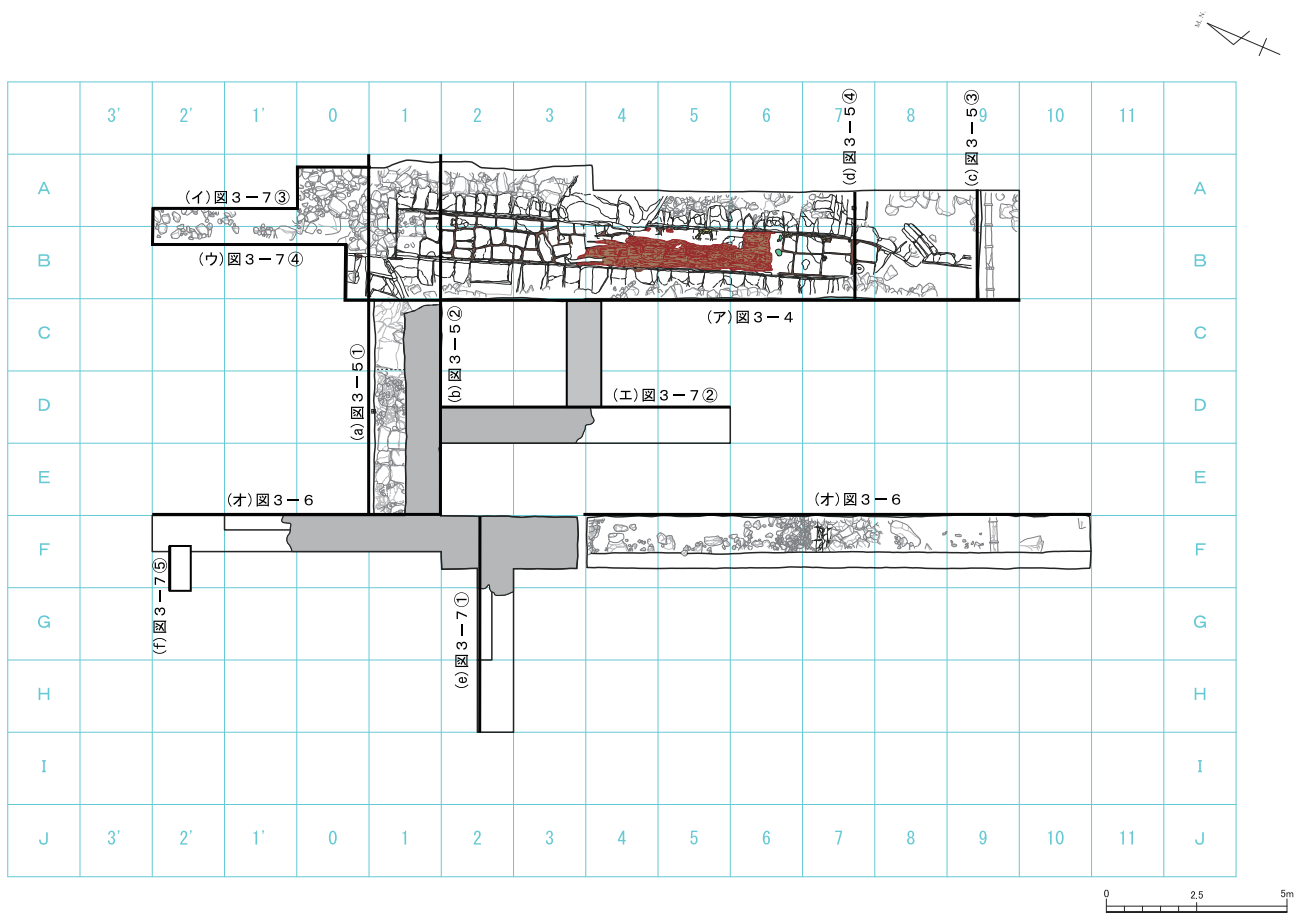 M.N.
3' 2' 1' 0 1 2 3 4 5 6 7 8 9 10 11
(d)図3-5④
(c)図3-5③
A A
(イ)図3-7③
B B
(ウ)図3-7④
(ア)図3-4
C C
(a)図3-5①
(b)図3-5②
D D
(エ)図3-7②
E E
(オ)図3-6 (オ)図3-6
F F
(f)図3-7⑤
(e)図3-7①
G G
H H
I I
J 3' 2' 1' 0 1 2 3 4 5 6 7 8 9 10 11 J
0 2.5 5m